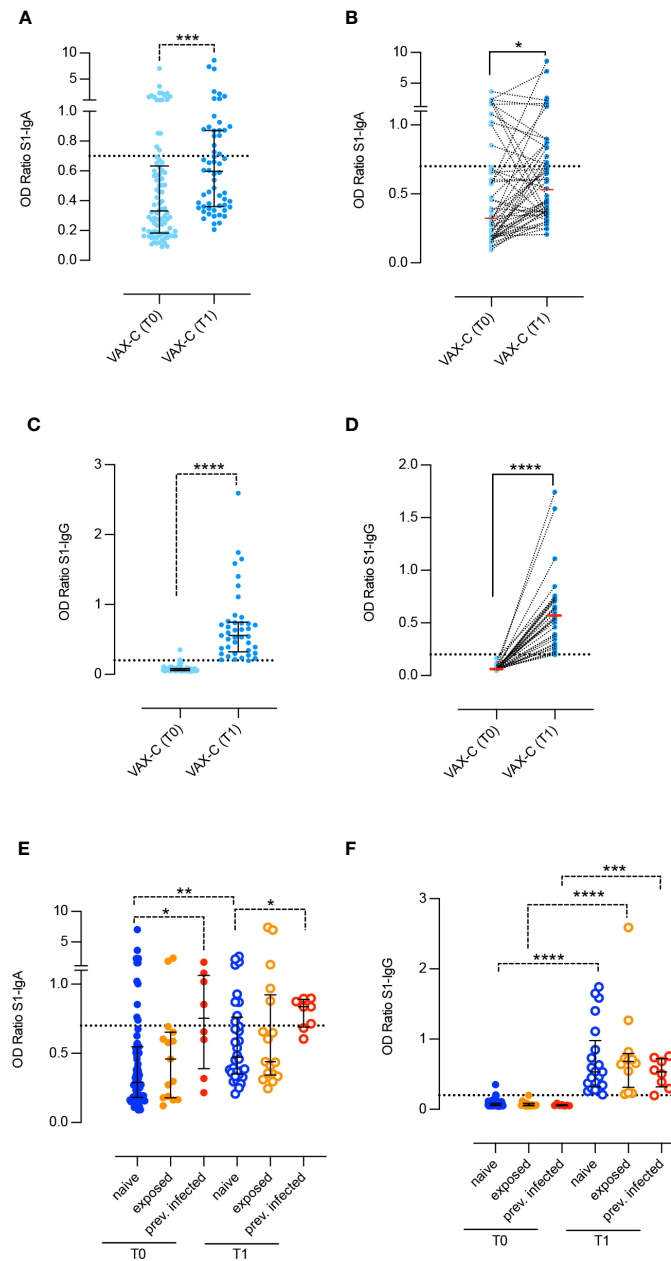 A
B
***
*
10
5
1.0
0.8
0.6
0.4
0.2
0.0
OD Ratio S1-IgA
VAX-C (T0)
VAX-C (T1)
10
5
1.0
0.5
0.0
OD Ratio S1-IgA
VAX-C (T0)
VAX-C (T1)
C
D
****
****
3
2
1
0
OD Ratio S1-IgG
VAX-C (T0)
VAX-C (T1)
2.0
1.5
1.0
0.5
0.0
OD Ratio S1-IgG
VAX-C (T0)
VAX-C (T1)
E
F
**
*
*
10
5
1.0
0.5
0.0
OD Ratio S1-IgA
naive
exposed
prev. infected
naive
exposed
prev. infected
T0
T1
***
****
****
3
2
1
0
OD Ratio S1-IgG
naive
exposed
prev. infected
naive
exposed
prev. infected
T0
T1